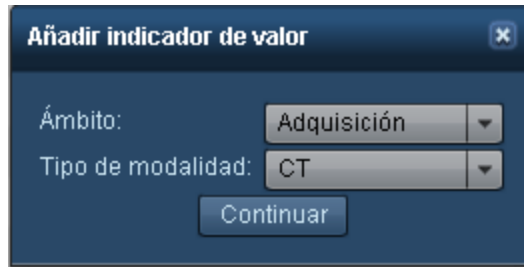 Añadir indicador de valor
Ámbito: Adquisición
Tipo de modalidad: CT
Continuar